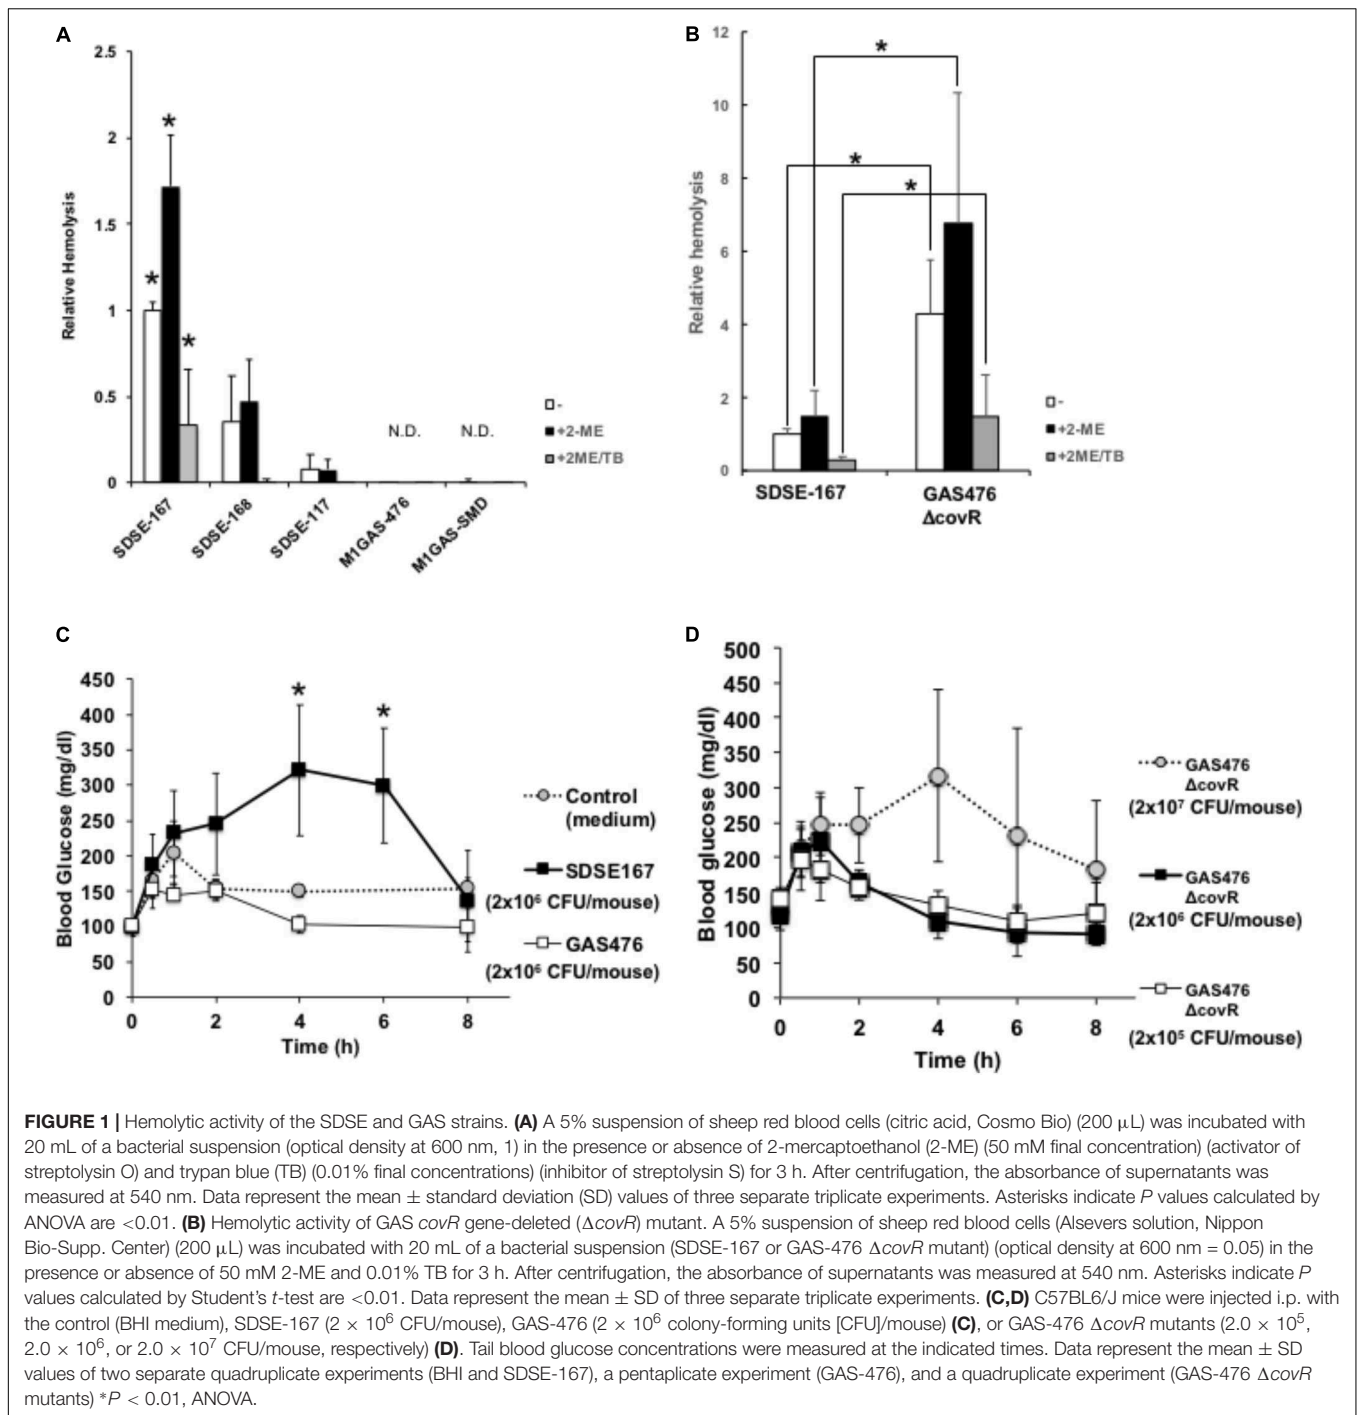 A
2.5
2
1.5
1
0.5
0
Relative Hemolysis
*
*
*
N.D.
N.D.
-
+2-ME
+2ME/TB
SDSE-167
SDSE-168
SDSE-117
M1GAS-476
M1GAS-SMD
B
12
10
8
6
4
2
0
Relative hemolysis
*
*
*
-
+2-ME
+2ME/TB
SDSE-167
GAS476
ΔcovR
C
450
400
350
300
250
200
150
100
50
0
Blood Glucose (mg/dl)
*
*
0
2
4
6
8
Time (h)
Control
(medium)
SDSE167
(2x10⁶ CFU/mouse)
GAS476
(2x10⁶ CFU/mouse)
D
500
450
400
350
300
250
200
150
100
50
0
Blood glucose (mg/dl)
0
2
4
6
8
Time (h)
GAS476
ΔcovR
(2x10⁷ CFU/mouse)
GAS476
ΔcovR
(2x10⁶ CFU/mouse)
GAS476
ΔcovR
(2x10⁵ CFU/mouse)
FIGURE 1 | Hemolytic activity of the SDSE and GAS strains. (A) A 5% suspension of sheep red blood cells (citric acid, Cosmo Bio) (200 μL) was incubated with
20 mL of a bacterial suspension (optical density at 600 nm, 1) in the presence or absence of 2-mercaptoethanol (2-ME) (50 mM final concentration) (activator of
streptolysin O) and trypan blue (TB) (0.01% final concentrations) (inhibitor of streptolysin S) for 3 h. After centrifugation, the absorbance of supernatants was
measured at 540 nm. Data represent the mean ± standard deviation (SD) values of three separate triplicate experiments. Asterisks indicate P values calculated by
ANOVA are <0.01. (B) Hemolytic activity of GAS covR gene-deleted (ΔcovR) mutant. A 5% suspension of sheep red blood cells (Alsevers solution, Nippon
Bio-Supp. Center) (200 μL) was incubated with 20 mL of a bacterial suspension (SDSE-167 or GAS-476 ΔcovR mutant) (optical density at 600 nm = 0.05) in the
presence or absence of 50 mM 2-ME and 0.01% TB for 3 h. After centrifugation, the absorbance of supernatants was measured at 540 nm. Asterisks indicate P
values calculated by Student's t-test are <0.01. Data represent the mean ± SD of three separate triplicate experiments. (C,D) C57BL6/J mice were injected i.p. with
the control (BHI medium), SDSE-167 (2 × 10⁶ CFU/mouse), GAS-476 (2 × 10⁶ colony-forming units [CFU]/mouse) (C), or GAS-476 ΔcovR mutants (2.0 × 10⁵,
2.0 × 10⁶, or 2.0 × 10⁷ CFU/mouse, respectively) (D). Tail blood glucose concentrations were measured at the indicated times. Data represent the mean ± SD
values of two separate quadruplicate experiments (BHI and SDSE-167), a pentaplicate experiment (GAS-476), and a quadruplicate experiment (GAS-476 ΔcovR
mutants) *P < 0.01, ANOVA.